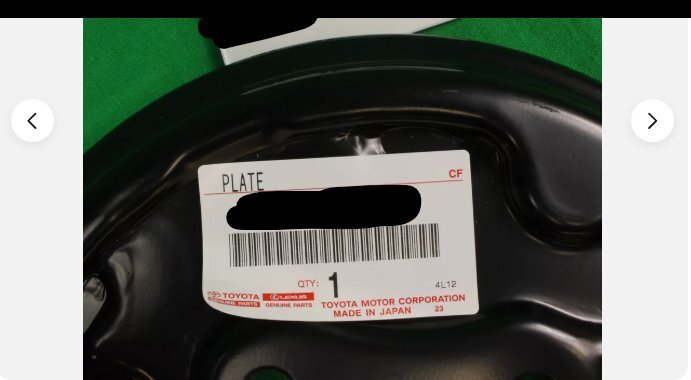 PLATE
CF
QTY: 1
4L12
TOYOTA
GENUINE PARTS
LEXUS
GENUINE PARTS
TOYOTA MOTOR CORPORATION
MADE IN JAPAN 23